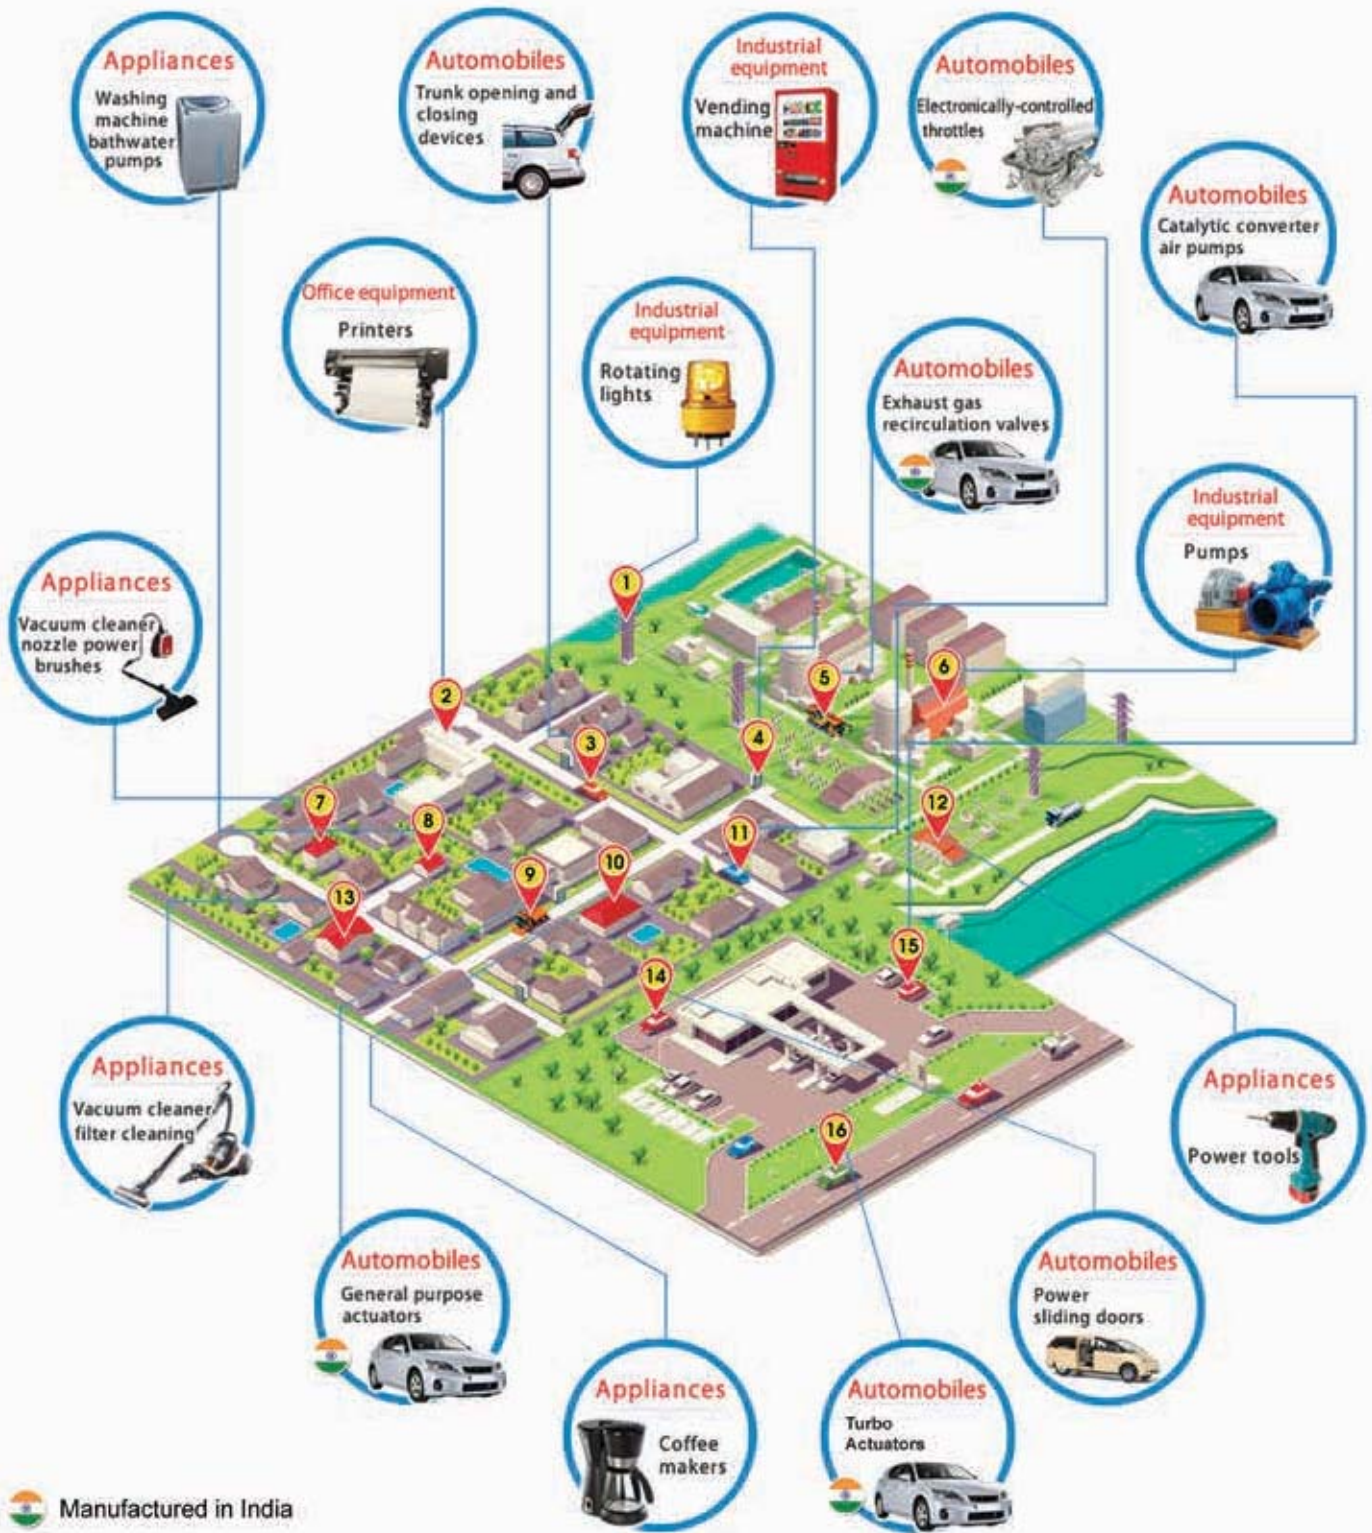 Appliances
Washing
machine
bathwater
pumps
Automobiles
Trunk opening and
closing
devices
Industrial
equipment
Vending
machine
Automobiles
Electronically-controlled
throttles
Automobiles
Catalytic converter
air pumps
Office equipment
Printers
Industrial
equipment
Rotating
lights
Automobiles
Exhaust gas
recirculation valves
Industrial
equipment
Pumps
Appliances
Vacuum cleaner
nozzle power
brushes
1
2
3
4
5
6
7
8
9
10
11
12
13
14
15
16
Appliances
Vacuum cleaner
filter cleaning
Appliances
Power tools
Automobiles
General purpose
actuators
Automobiles
Power
sliding doors
Appliances
Coffee
makers
Automobiles
Turbo
Actuators
Manufactured in India